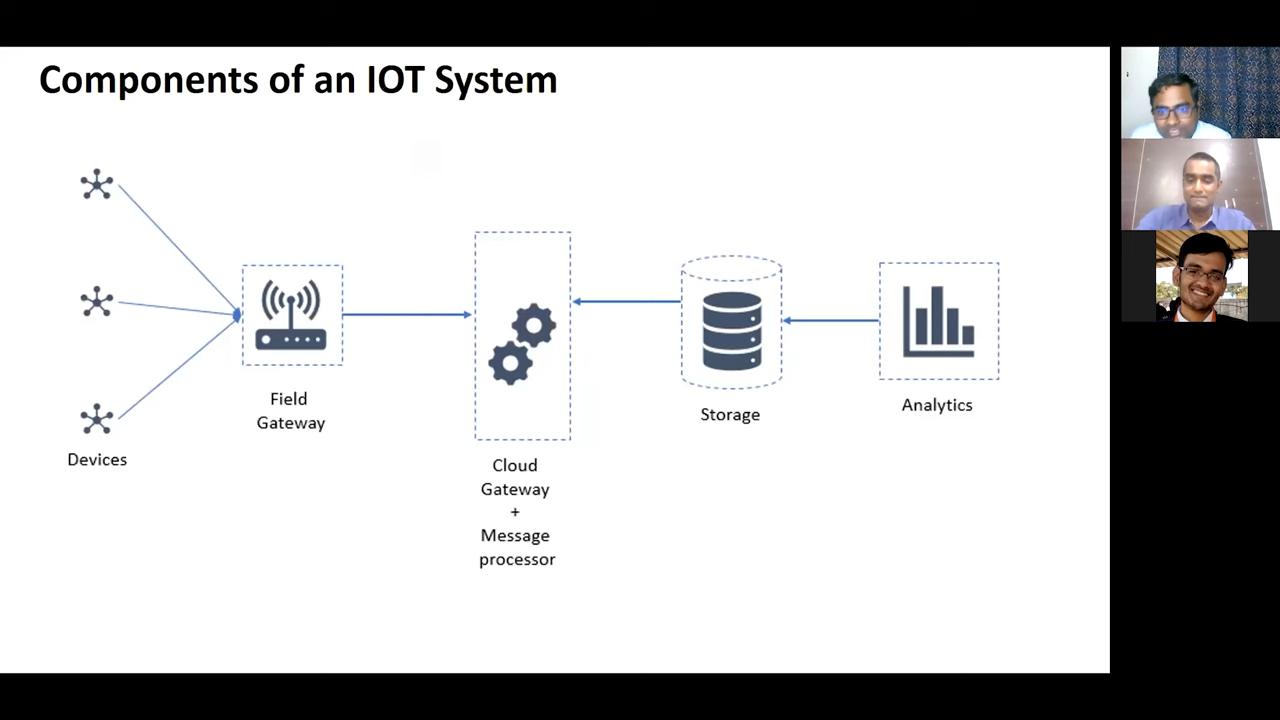 Components of an IOT System
Devices
Field
Gateway
Cloud
Gateway
+
Message
processor
Storage
Analytics